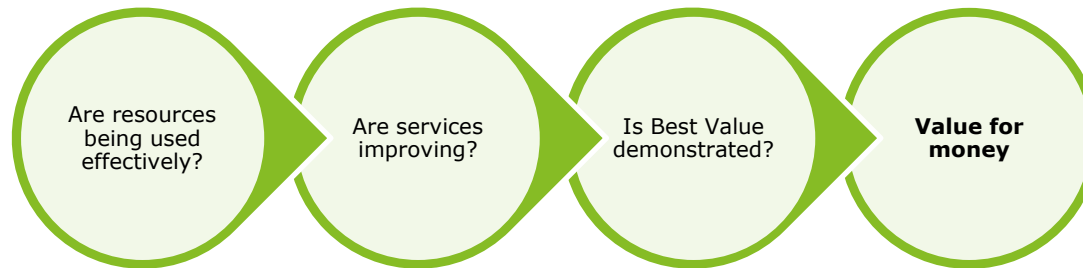 Are resources
being used
effectively?
Are services
improving?
Is Best Value
demonstrated?
Value for
money